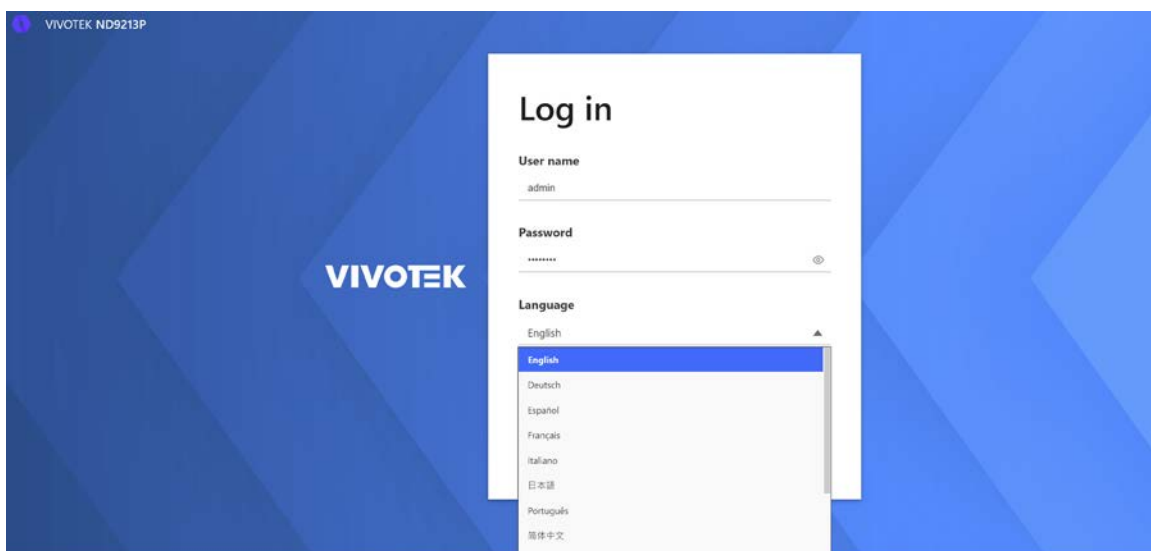 VIVOTEK ND9213P
Log in
User name
admin
Password
••••••••
VIVOTEK
Language
English
English
Deutsch
Español
Français
Italiano
日本語
Português
简体中文